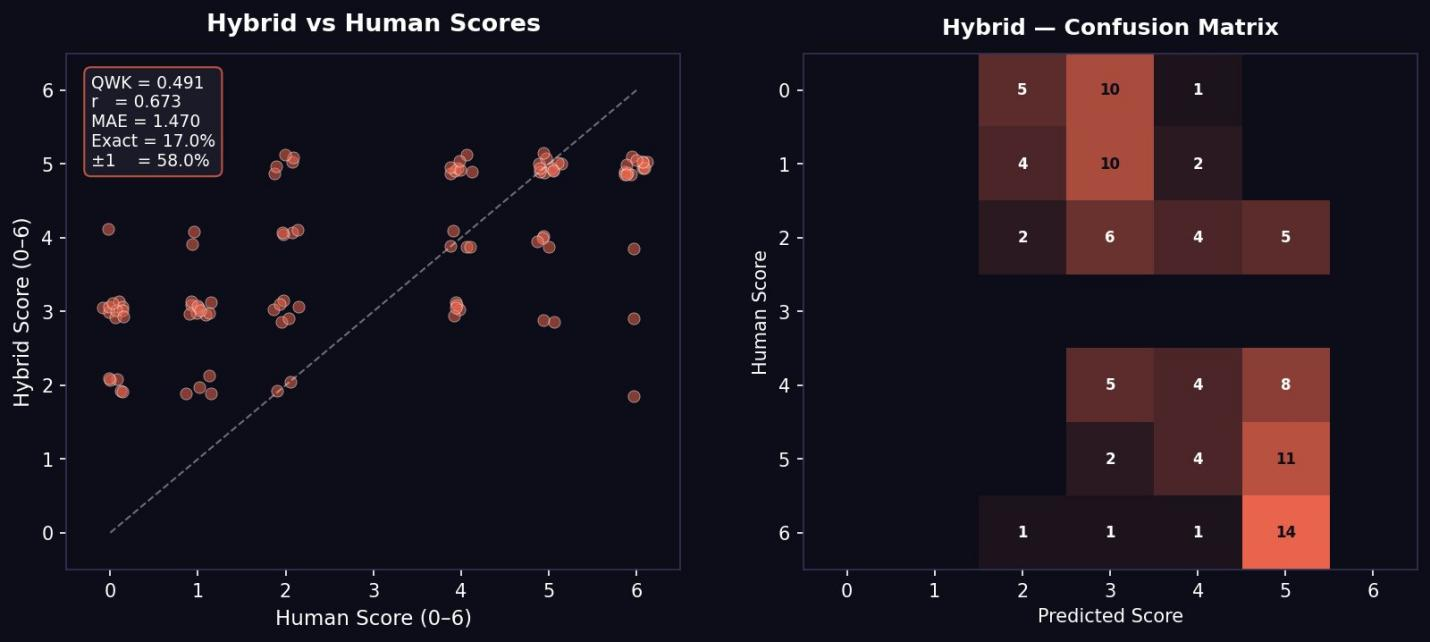 Hybrid vs Human Scores
QWK = 0.491
r = 0.673
MAE = 1.470
Exact = 17.0%
±1 = 58.0%
6
5
4
3
2
1
0
Hybrid Score (0–6)
0 1 2 3 4 5 6
Human Score (0–6)
Hybrid — Confusion Matrix
0 5 10 1
1 4 10 2
2 2 6 4 5
3
4 5 4 8
5 2 4 11
6 1 1 1 14
Human Score
0 1 2 3 4 5 6
Predicted Score